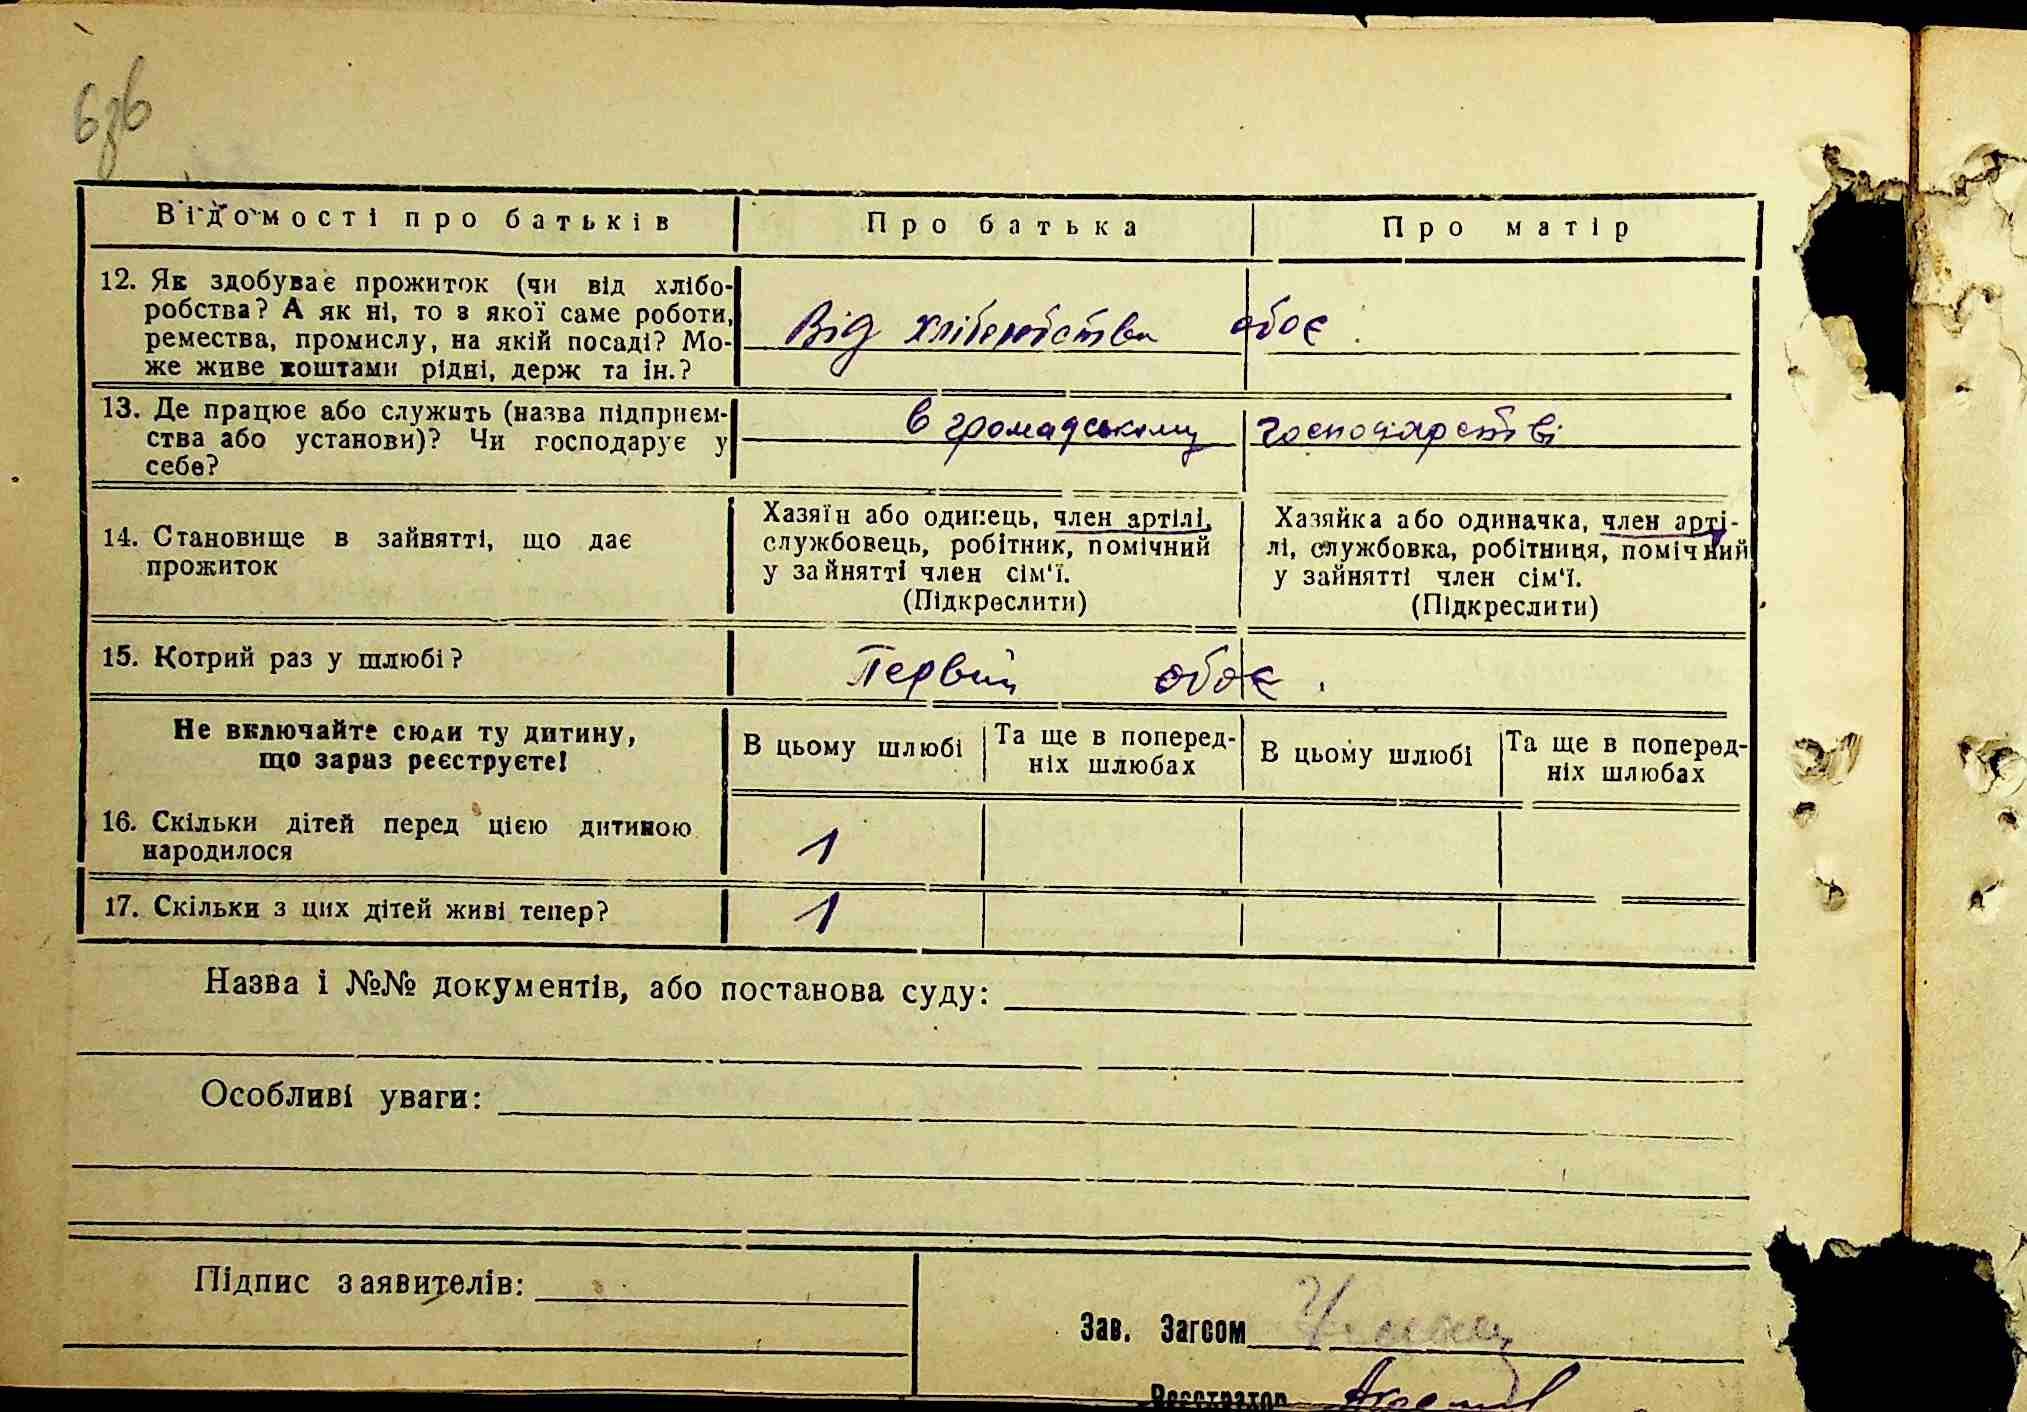 Відомості про батьків
Про батька
Про матір
12. Як здобуває прожиток (чи від хлібо-
робства? А як ні, то з якої саме роботи,
ремества, промислу, на якій посаді? Мо-
же живе коштами рідні, держ та ін.?
Від хліборобства обоє
13. Де працює або служить (назва підприєм-
ства або установи)? Чи господарує у
себе?
в громадському господарстві
14. Становище в зайнятті, що дає
прожиток
Хазяїн або одинець, член артілі,
службовець, робітник, помічний
у зайнятті член сім'ї.
(Підкреслити)
Хазяйка або одиначка, член арті-
лі, службовка, робітниця, помічний
у зайнятті член сім'ї.
(Підкреслити)
15. Котрий раз у шлюбі?
Первий обоє.
Не включайте сюди ту дитину,
що зараз реєструєте!
В цьому шлюбі
Та ще в поперед-
ніх шлюбах
В цьому шлюбі
Та ще в поперед-
ніх шлюбах
16. Скільки дітей перед цією дитиною
народилося
1
17. Скільки з цих дітей живі тепер?
1
Назва і №№ документів, або постанова суду:
Особливі уваги:
Підпис заявителів:
Зав. Загсом
Реєстратор